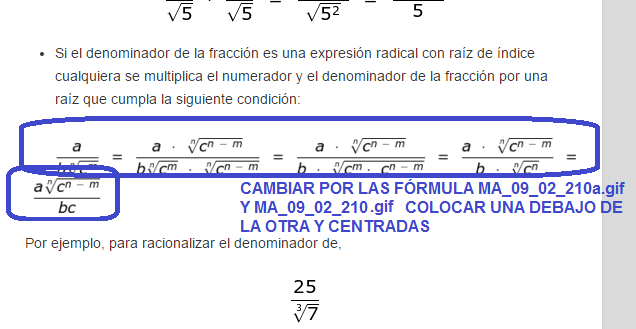 √5 · √5 = √5² = 5
• Si el denominador de la fracción es una expresión radical con raíz de índice
cualquiera se multiplica el numerador y el denominador de la fracción por una
raíz que cumpla la siguiente condición:
a / b ⁿ√cᵐ = a · ⁿ√cⁿ⁻ᵐ / b ⁿ√cᵐ · ⁿ√cⁿ⁻ᵐ = a · ⁿ√cⁿ⁻ᵐ / b · ⁿ√cᵐ · cⁿ⁻ᵐ = a · ⁿ√cⁿ⁻ᵐ / b · ⁿ√cⁿ =
a ⁿ√cⁿ⁻ᵐ / bc
CAMBIAR POR LAS FÓRMULA MA_09_02_210a.gif
Y MA_09_02_210.gif COLOCAR UNA DEBAJO DE
LA OTRA Y CENTRADAS
Por ejemplo, para racionalizar el denominador de,
25 / ³√7